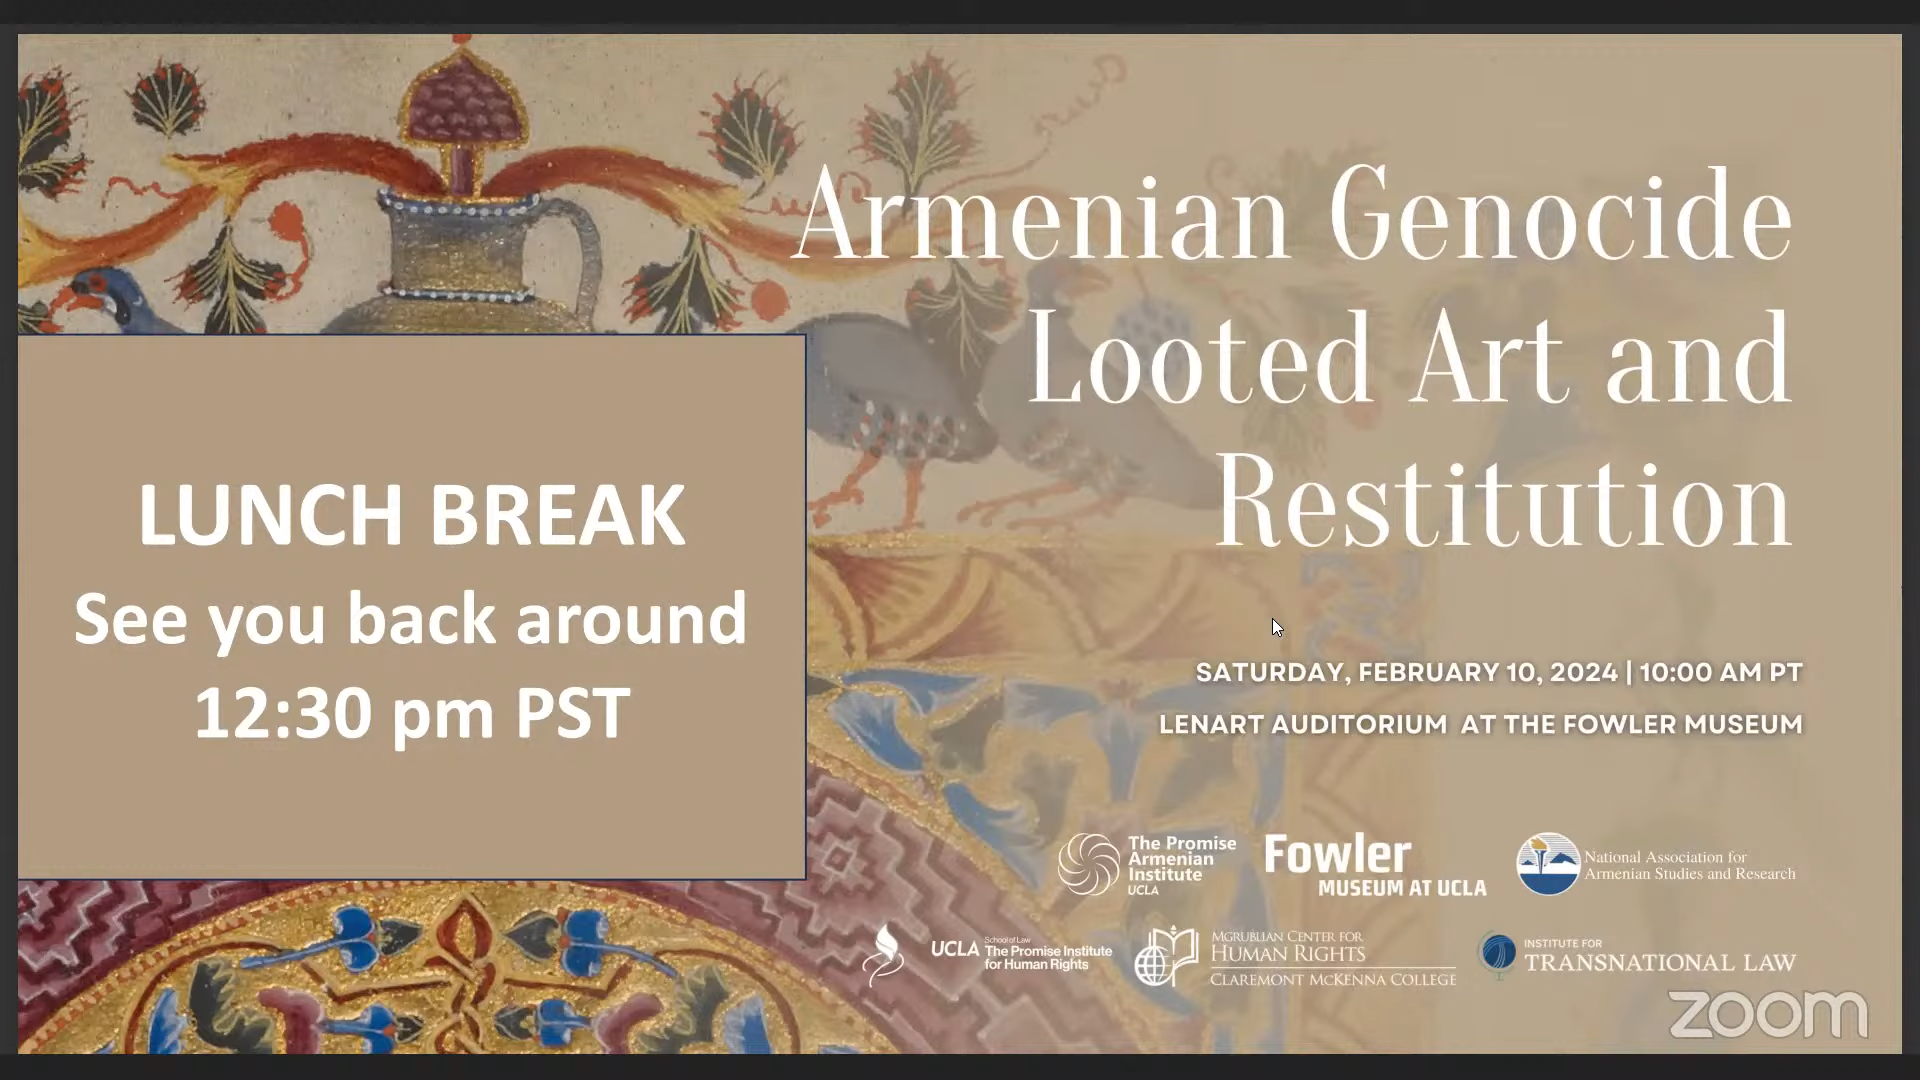 Armenian Genocide
Looted Art and
Restitution
LUNCH BREAK
See you back around
12:30 pm PST
SATURDAY, FEBRUARY 10, 2024 | 10:00 AM PT
LENART AUDITORIUM AT THE FOWLER MUSEUM
The Promise
Armenian
Institute
UCLA
Fowler
MUSEUM AT UCLA
National Association for
Armenian Studies and Research
UCLA School of Law
The Promise Institute
for Human Rights
MGRUBLIAN CENTER FOR
HUMAN RIGHTS
CLAREMONT MCKENNA COLLEGE
INSTITUTE FOR
TRANSNATIONAL LAW
zoom